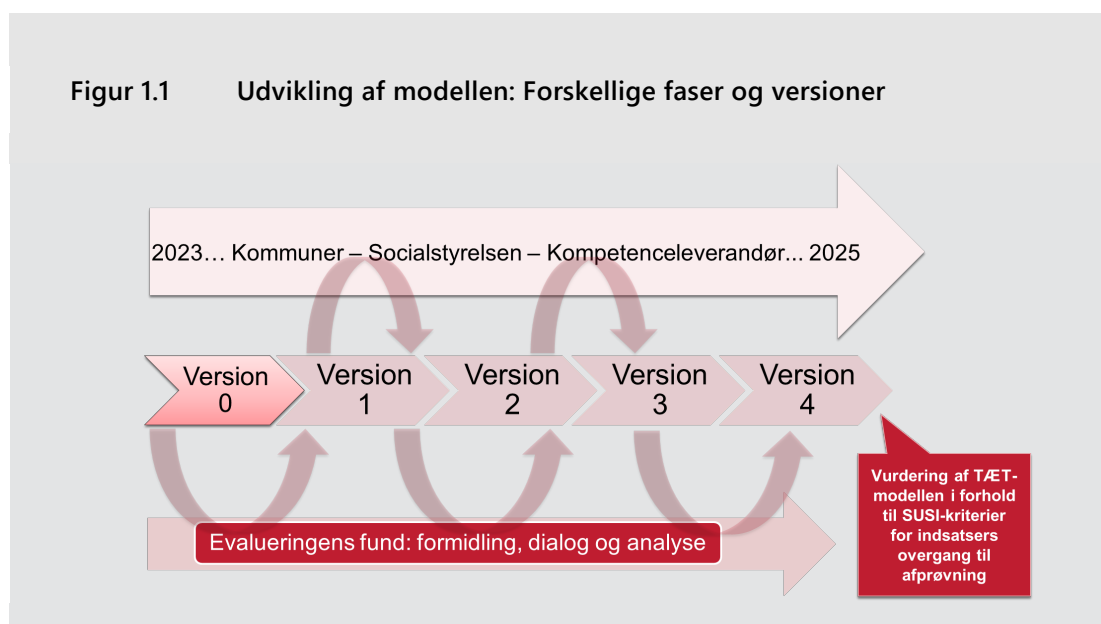 Figur 1.1 Udvikling af modellen: Forskellige faser og versioner
2023… Kommuner – Socialstyrelsen – Kompetenceleverandør... 2025
Version
0
Version
1
Version
2
Version
3
Version
4
Vurdering af TÆT-
modellen i forhold
til SUSI-kriterier
for indsatsers
overgang til
afprøvning
Evalueringens fund: formidling, dialog og analyse